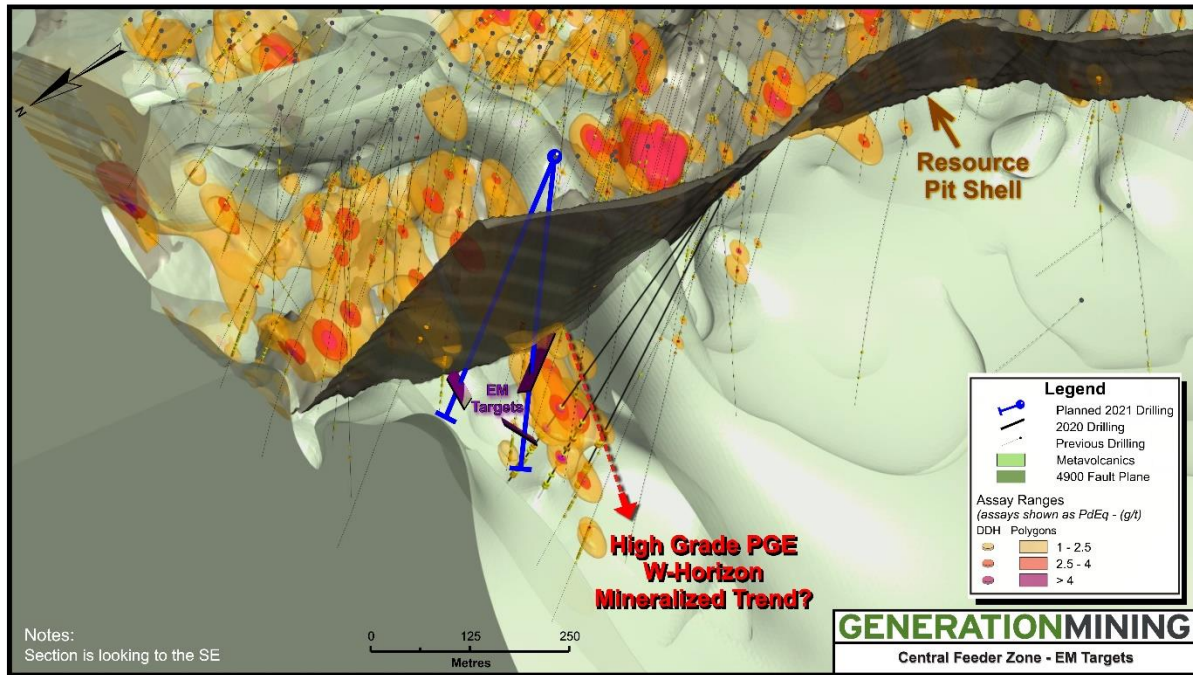 N
Resource
Pit Shell
EM
Targets
High Grade PGE
W-Horizon
Mineralized Trend?
Legend
Planned 2021 Drilling
2020 Drilling
Previous Drilling
Metavolcanics
4900 Fault Plane
Assay Ranges
(assays shown as PdEq - (g/t)
DDH Polygons
1 - 2.5
2.5 - 4
> 4
Notes:
Section is looking to the SE
0 125 250
Metres
GENERATIONMINING
Central Feeder Zone - EM Targets